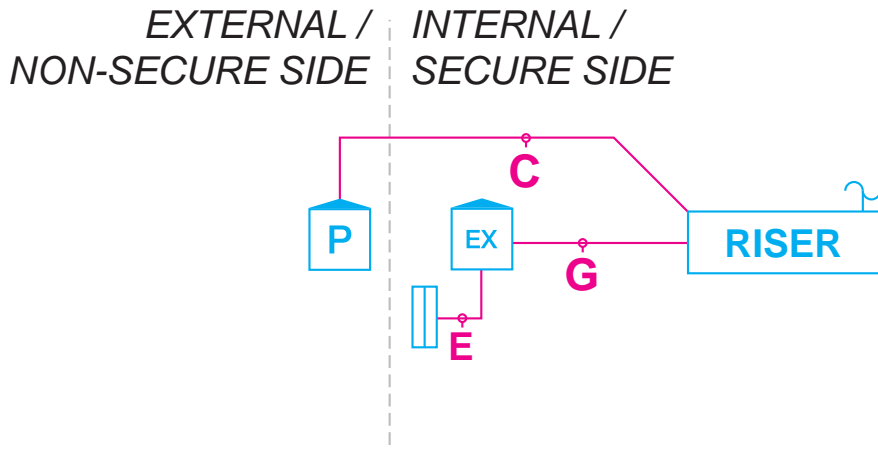 EXTERNAL / INTERNAL /
NON-SECURE SIDE SECURE SIDE
C
P
EX
RISER
G
E